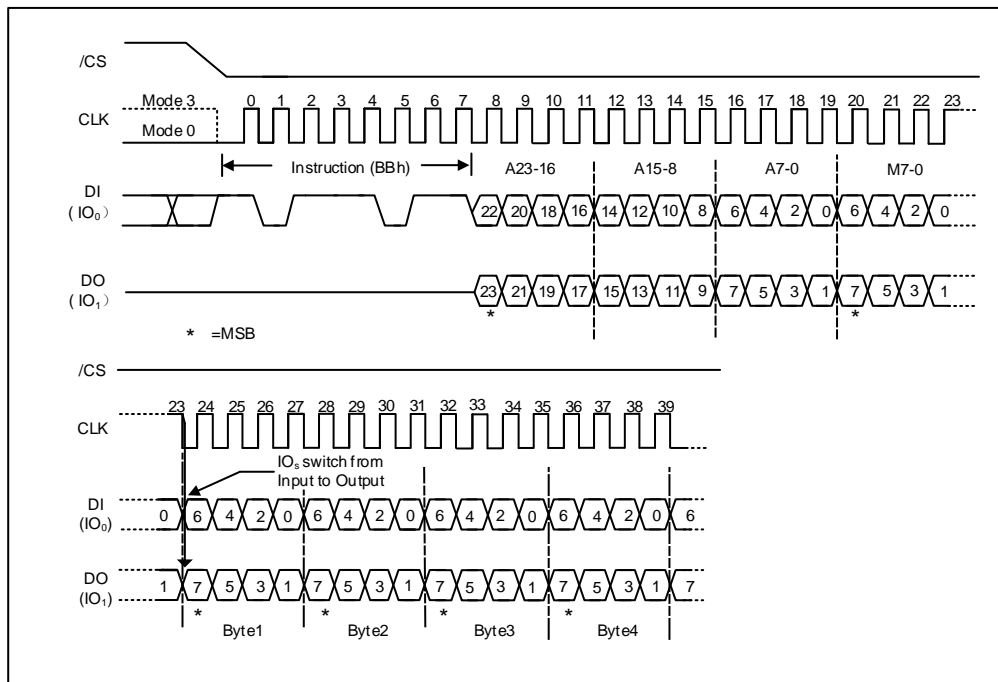 /CS
Mode 3
0 1 2 3 4 5 6 7 8 9 10 11 12 13 14 15 16 17 18 19 20 21 22 23
CLK
Mode 0
Instruction (BBh) A23-16 A15-8 A7-0 M7-0
DI
( IO₀)
22 20 18 16 14 12 10 8 6 4 2 0 6 4 2 0
DO
( IO₁)
23 21 19 17 15 13 11 9 7 5 3 1 7 5 3 1
* *
* =MSB
/CS
23 24 25 26 27 28 29 30 31 32 33 34 35 36 37 38 39
CLK
IOₛ switch from
Input to Output
DI
(IO₀)
0 6 4 2 0 6 4 2 0 6 4 2 0 6 4 2 0 6
DO
(IO₁)
1 7 5 3 1 7 5 3 1 7 5 3 1 7 5 3 1 7
* * * *
Byte1 Byte2 Byte3 Byte4